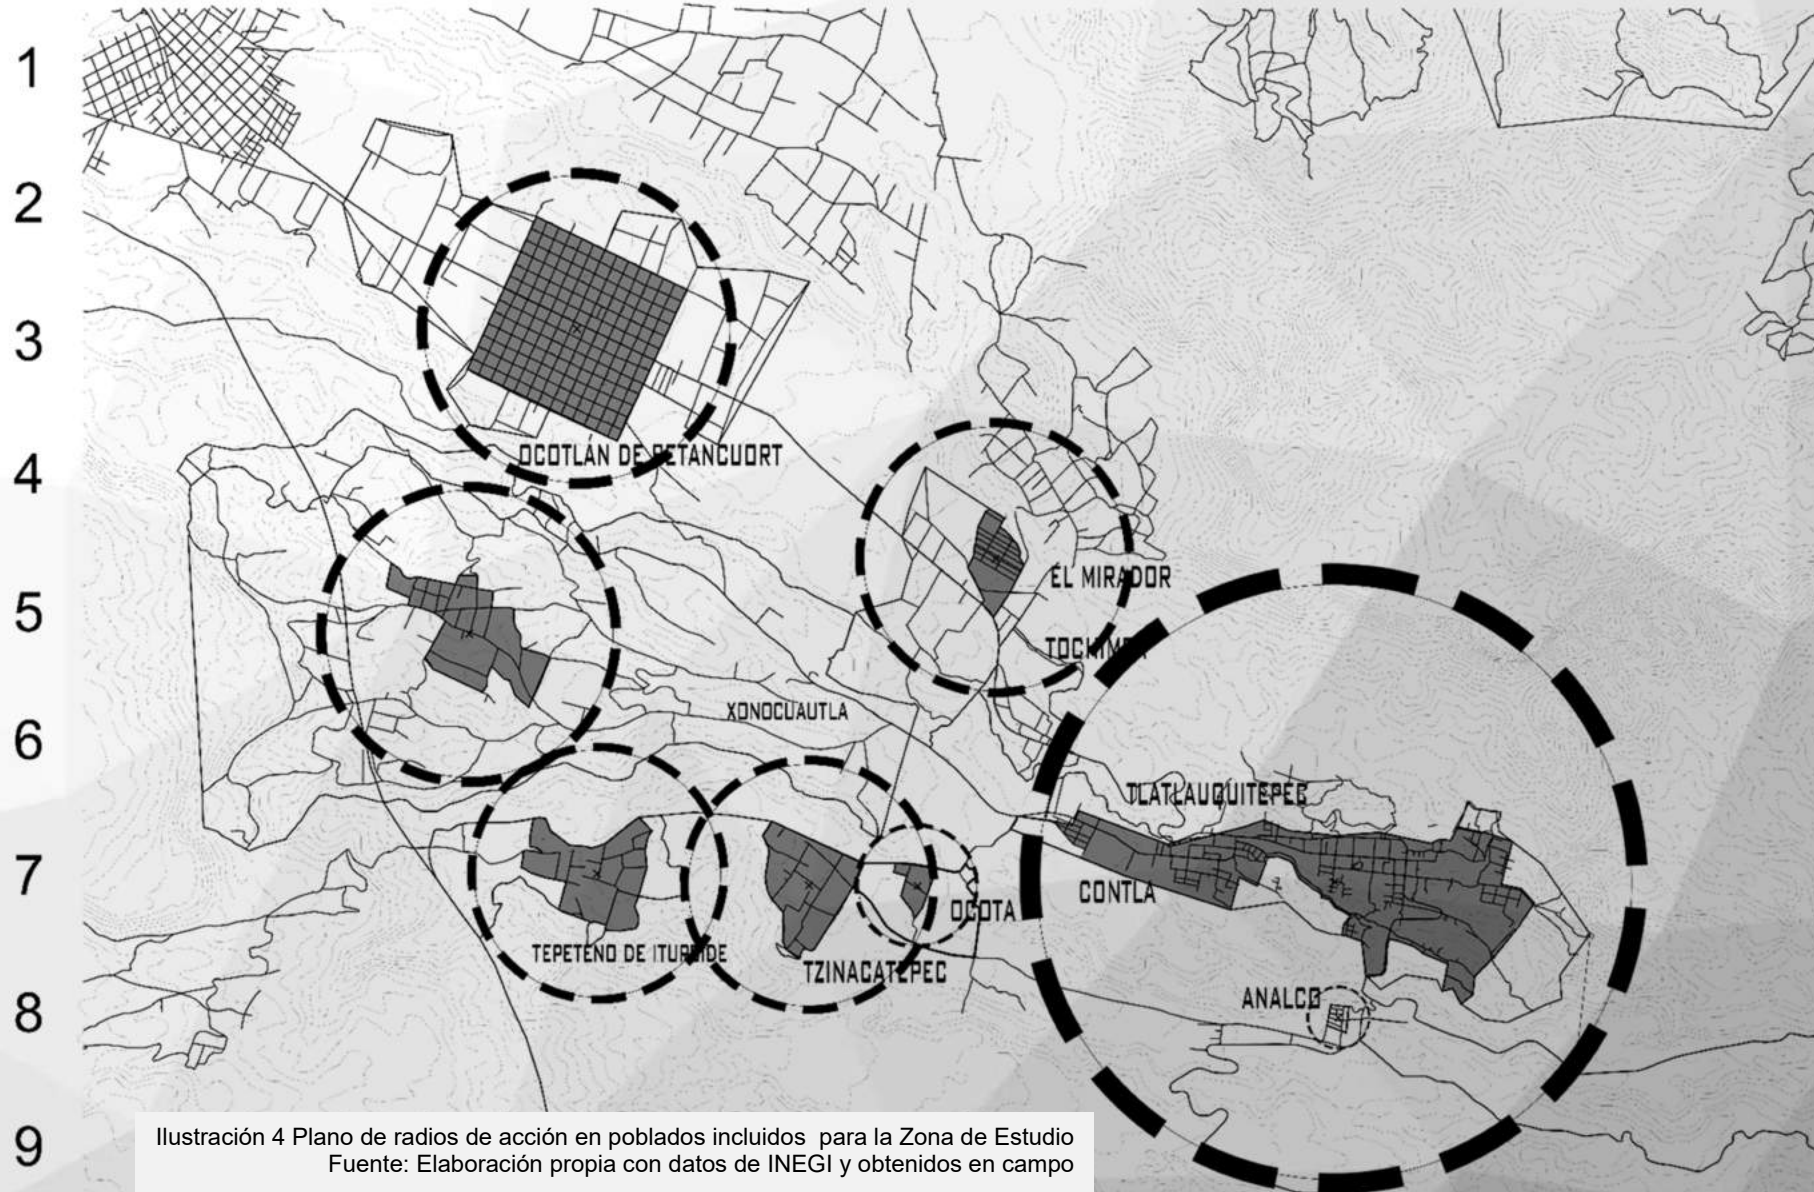 1
2
3
OCOTLÁN DE BETANCUORT
4
EL MIRADOR
5
TOCHIMPA
XONOCUAUTLA
6
TLATLAUQUITEPEC
7
CONTLA
OCOTA
TEPETENO DE ITURBIDE
TZINACATEPEC
ANALCO
8
Ilustración 4 Plano de radios de acción en poblados incluidos para la Zona de Estudio
9
Fuente: Elaboración propia con datos de INEGI y obtenidos en campo